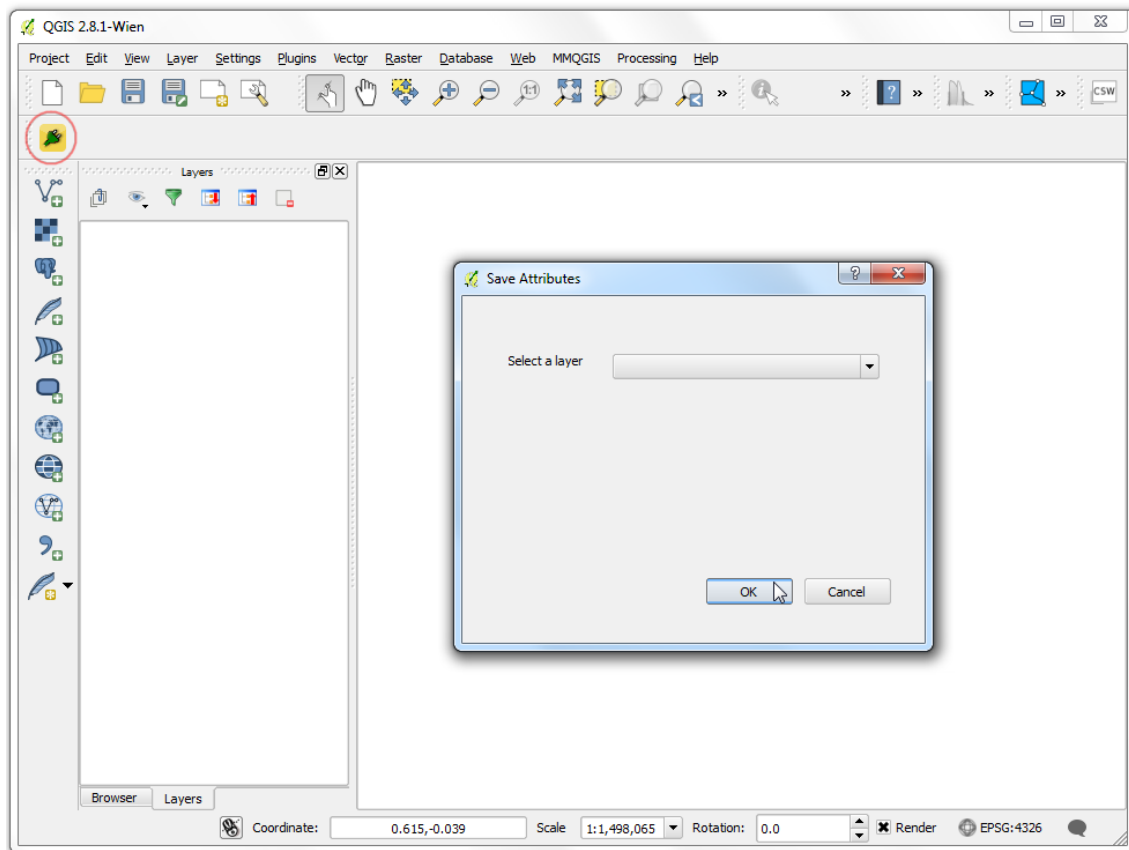 QGIS 2.8.1-Wien
Project Edit View Layer Settings Plugins Vector Raster Database Web MMQGIS Processing Help
1:1 » » ? » » » CSW
Layers
Save Attributes
Select a layer
OK Cancel
Browser Layers
Coordinate: 0.615,-0.039 Scale 1:1,498,065 Rotation: 0.0 Render EPSG:4326